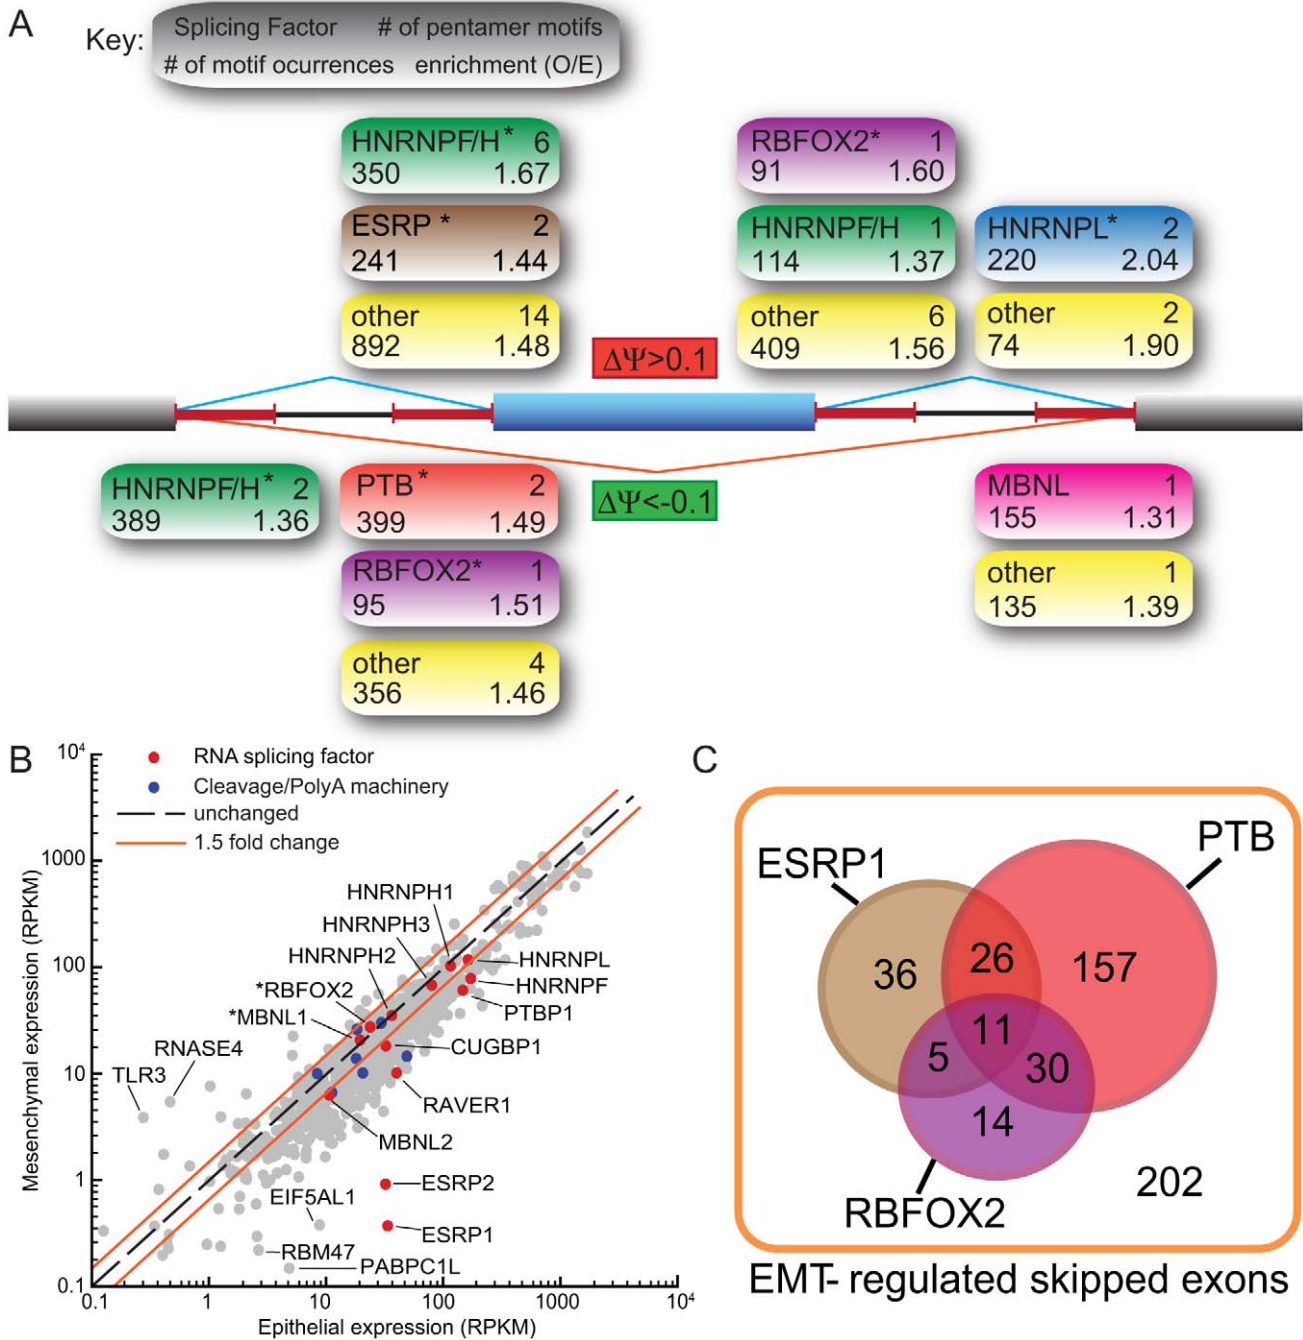 A
Key:
Splicing Factor # of pentamer motifs
# of motif ocurrences enrichment (O/E)
HNRNPF/H* 6
350 1.67
ESRP * 2
241 1.44
other 14
892 1.48
RBFOX2* 1
91 1.60
HNRNPF/H 1
114 1.37
other 6
409 1.56
HNRNPL* 2
220 2.04
other 2
74 1.90
ΔΨ>0.1
HNRNPF/H* 2
389 1.36
PTB* 2
399 1.49
RBFOX2* 1
95 1.51
other 4
356 1.46
ΔΨ<-0.1
MBNL 1
155 1.31
other 1
135 1.39
B
RNA splicing factor
Cleavage/PolyA machinery
unchanged
1.5 fold change
Mesenchymal expression (RPKM)
10⁴
1000
100
10
1
0.1
HNRNPH1
HNRNPH3
HNRNPH2
*RBFOX2
*MBNL1
RNASE4
TLR3
HNRNPL
HNRNPF
PTBP1
CUGBP1
RAVER1
MBNL2
ESRP2
EIF5AL1
ESRP1
RBM47
PABPC1L
0.1 1 10 100 1000 10⁴
Epithelial expression (RPKM)
C
ESRP1
PTB
36
26
157
11
5
30
14
202
RBFOX2
EMT- regulated skipped exons